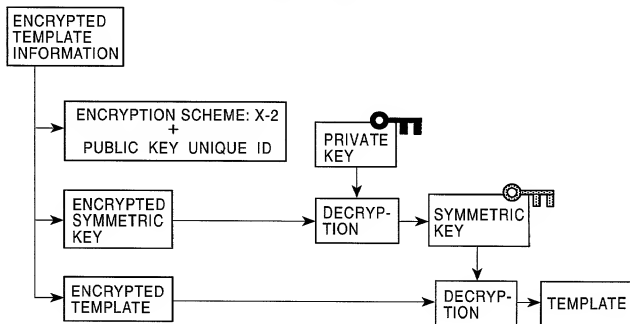 ENCRYPTED
TEMPLATE
INFORMATION
ENCRYPTION SCHEME: X-2
+
PUBLIC KEY UNIQUE ID
PRIVATE
KEY
ENCRYPTED
SYMMETRIC
KEY
DECRYP-
TION
SYMMETRIC
KEY
ENCRYPTED
TEMPLATE
DECRYP-
TION
TEMPLATE